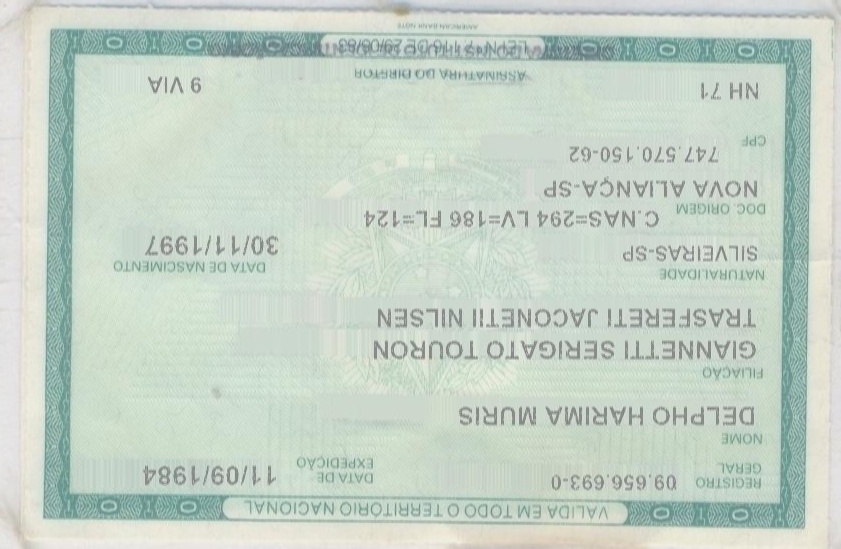 VALIDA EM TODO O TERRITÓRIO NACIONAL
REGISTRO GERAL 09.656.693-0 DATA DE EXPEDIÇÃO 11/09/1984
NOME
DELPHO HARIMA MURIS
FILIAÇÃO
GIANNETTI SERIGATO TOURON
TRASFERETI JACONETII NILSEN
NATURALIDADE DATA DE NASCIMENTO
SILVEIRAS-SP 30/11/1997
DOC. ORIGEM C.NAS=294 LV=186 FL=124
NOVA ALIANÇA-SP
CPF 747.570.150-62
NH 71 9 VIA
ASSINATURA DO DIRETOR
LEI Nº 7.116 DE 29/08/83
AMERICAN BANK NOTE